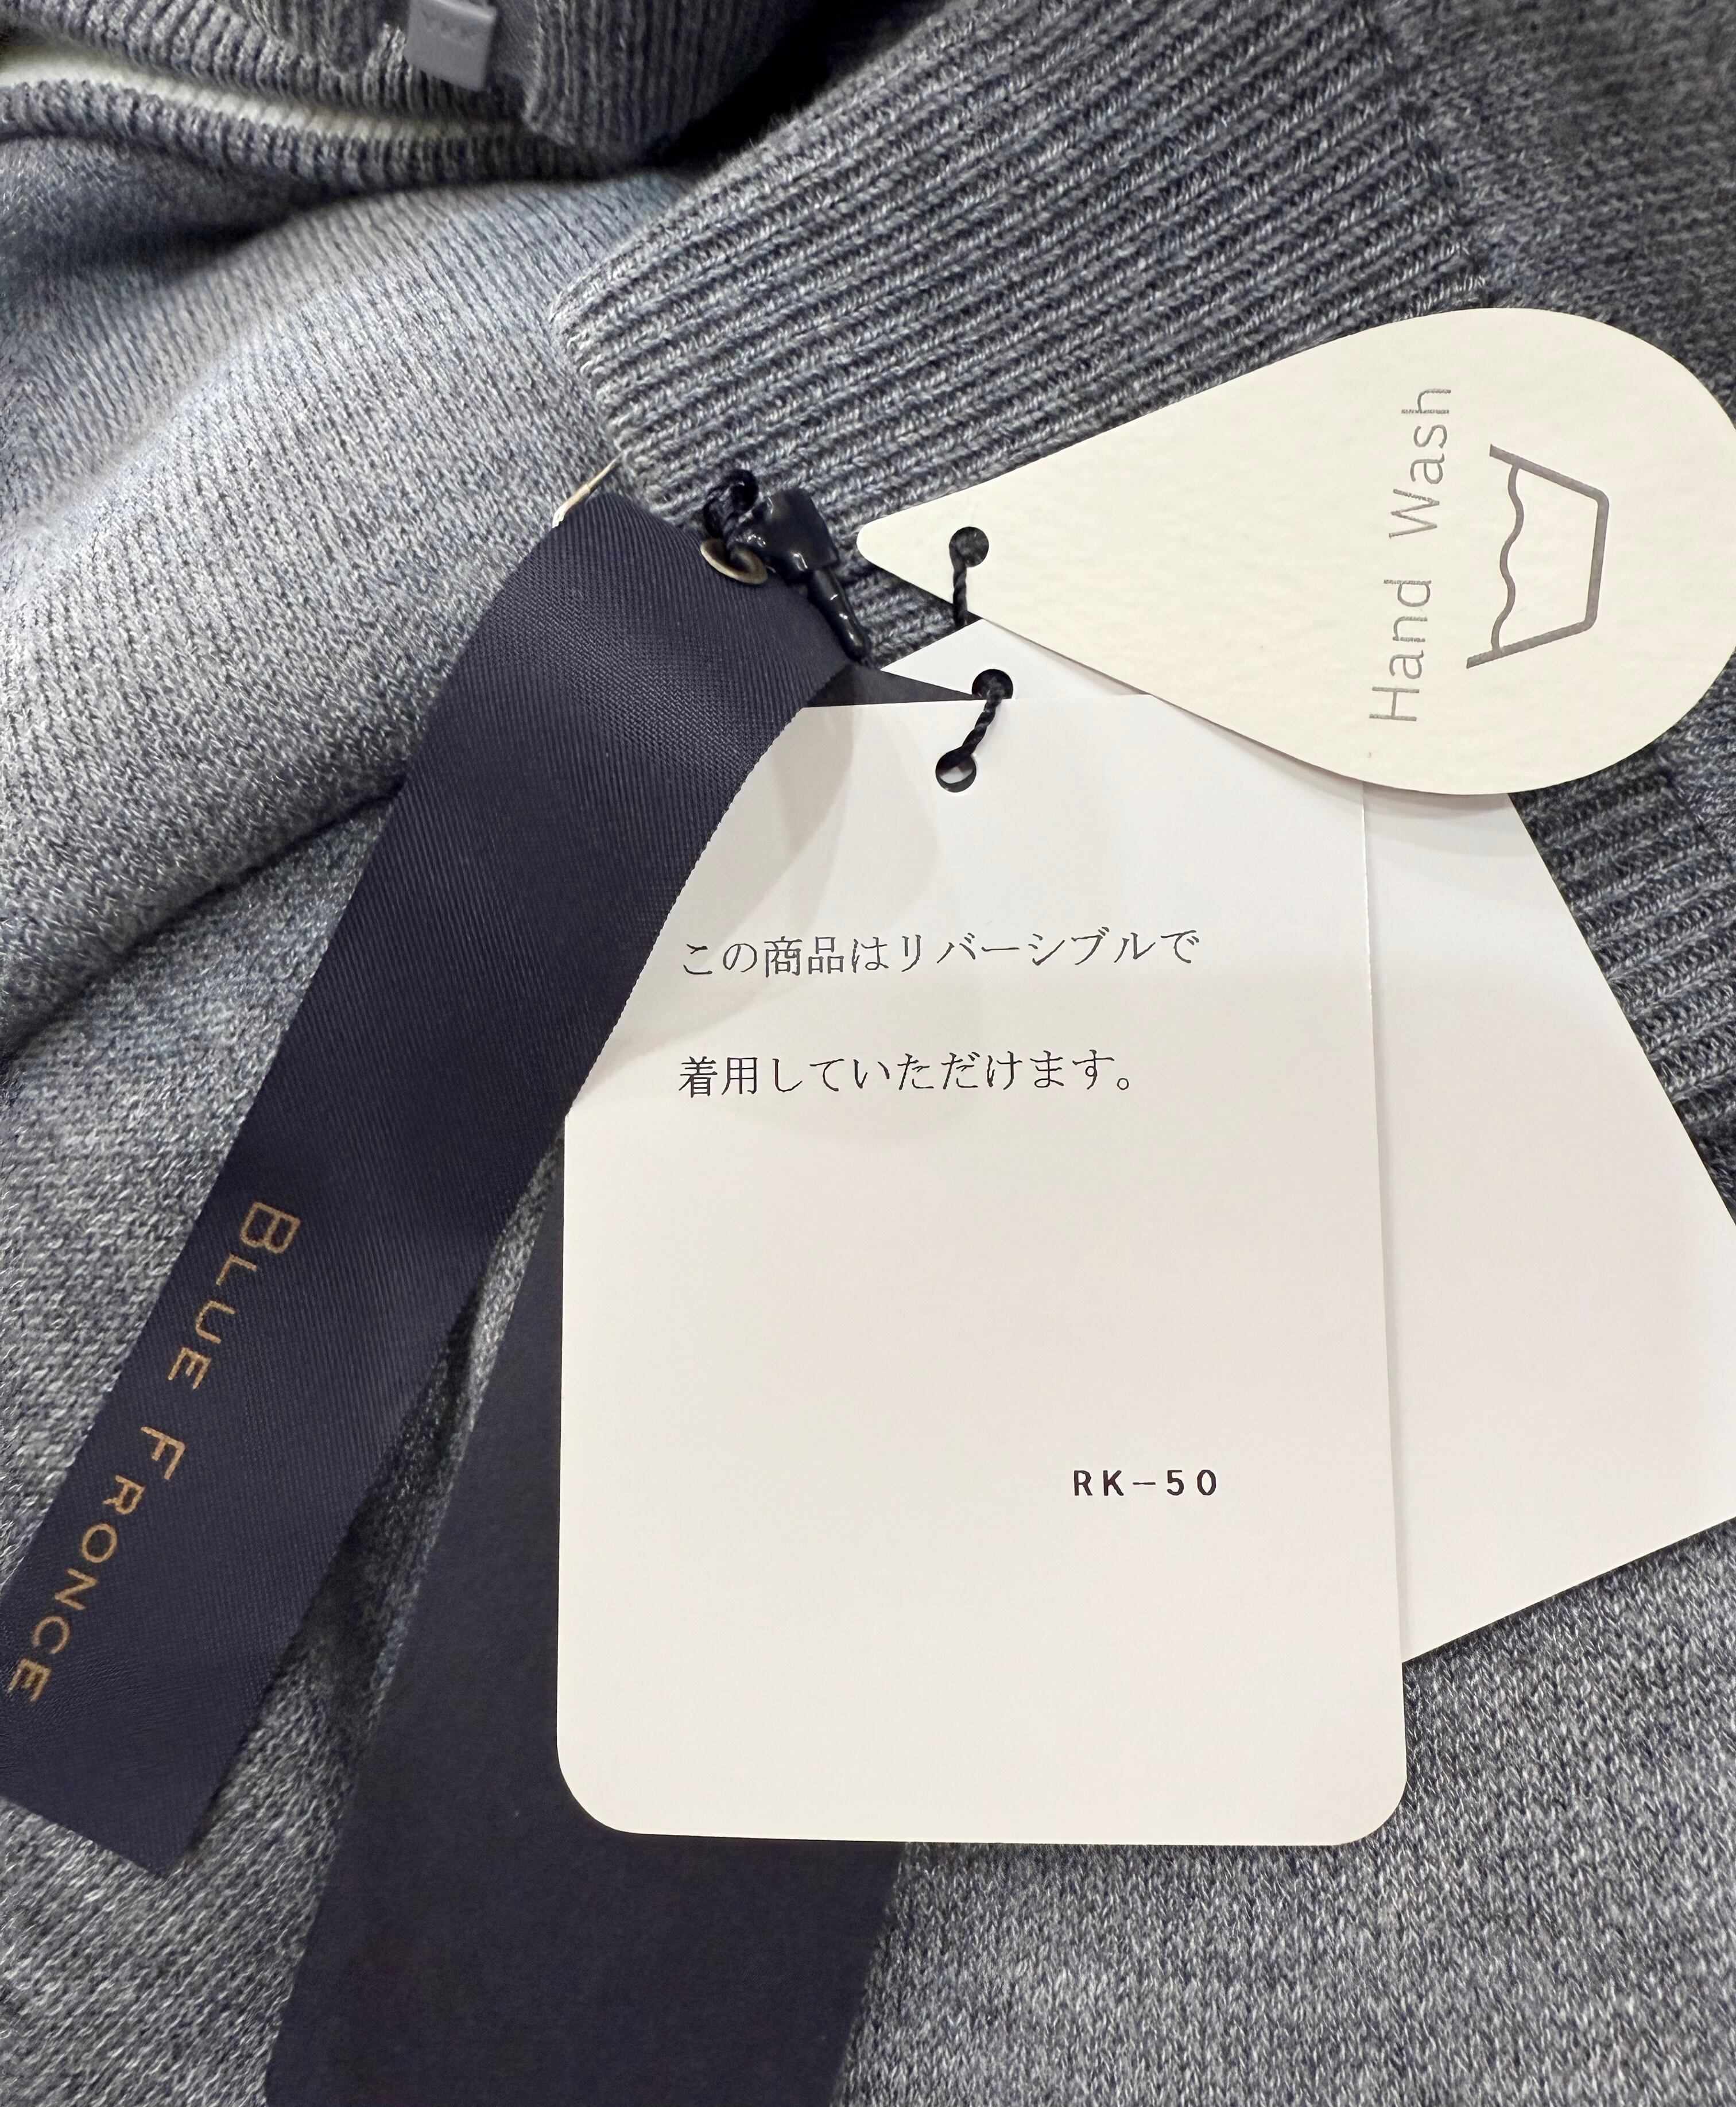 Hand Wash
この商品はリバーシブルで
着用していただけます。
RK-50
BLUE FRONCE